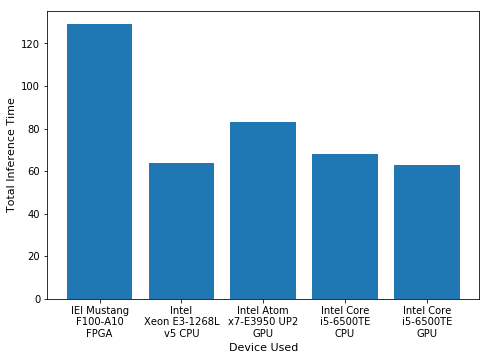 Total Inference Time
120
100
80
60
40
20
0
IEI Mustang
F100-A10
FPGA
Intel
Xeon E3-1268L
v5 CPU
Intel Atom
x7-E3950 UP2
GPU
Intel Core
i5-6500TE
CPU
Intel Core
i5-6500TE
GPU
Device Used